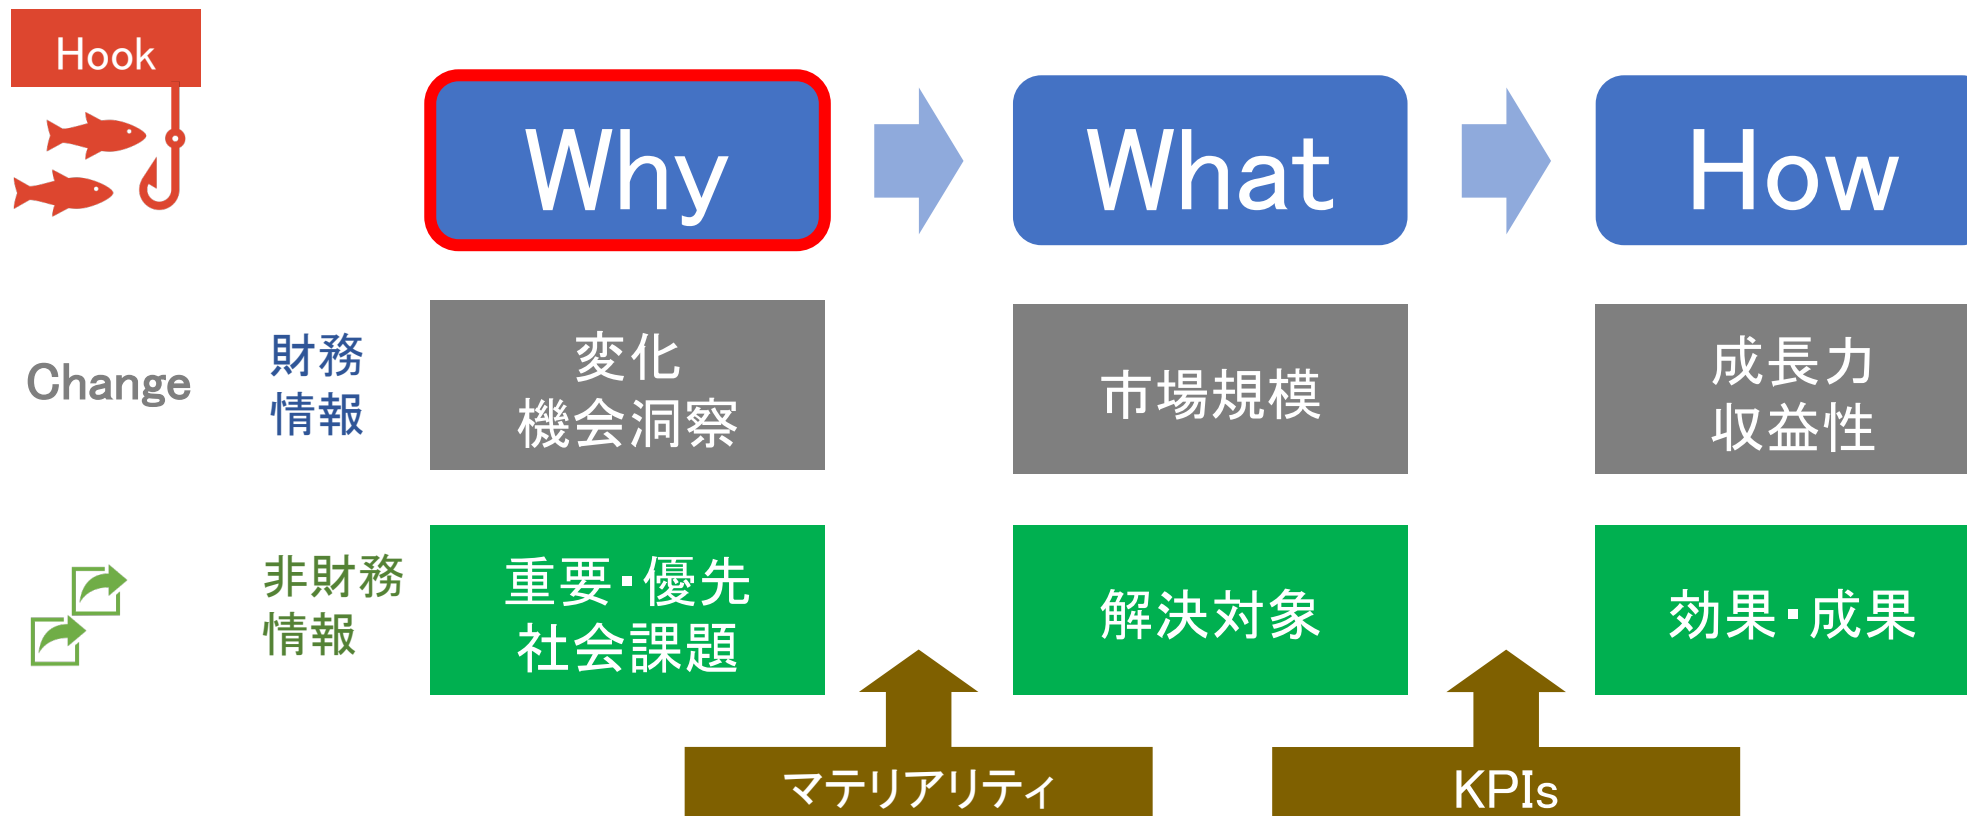 Hook
Why
What
How
Change
財務
情報
変化
機会洞察
市場規模
成長力
収益性
非財務
情報
重要・優先
社会課題
解決対象
効果・成果
マテリアリティ
KPIs